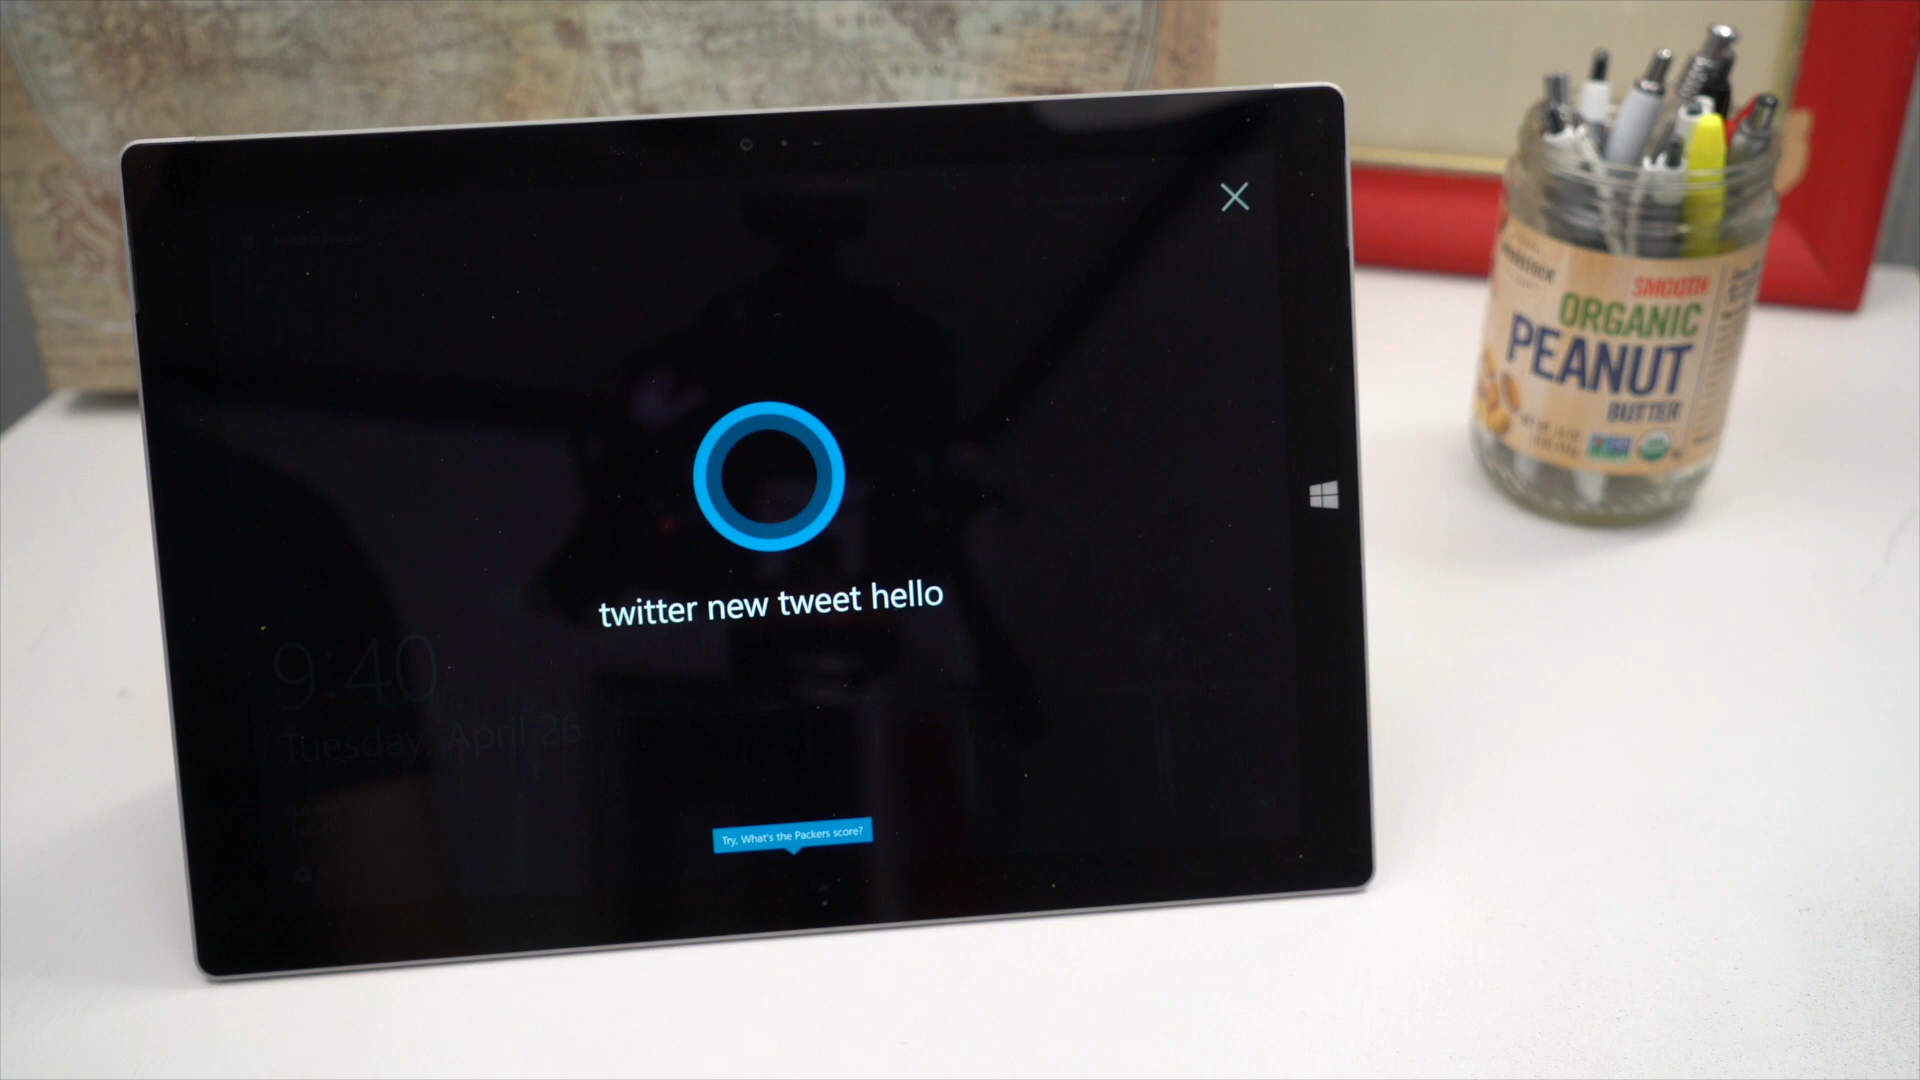 twitter new tweet hello
9:40
Tuesday, April 26
Try, What's the Packers score?
SMOOTH
ORGANIC
PEANUT
BUTTER